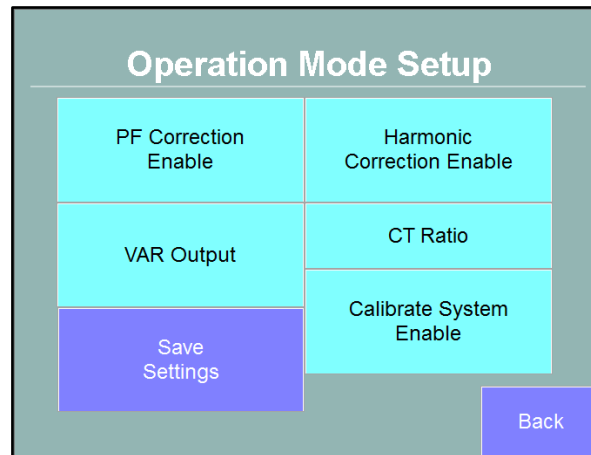 Operation Mode Setup
PF Correction
Enable
Harmonic
Correction Enable
VAR Output
CT Ratio
Calibrate System
Enable
Save
Settings
Back